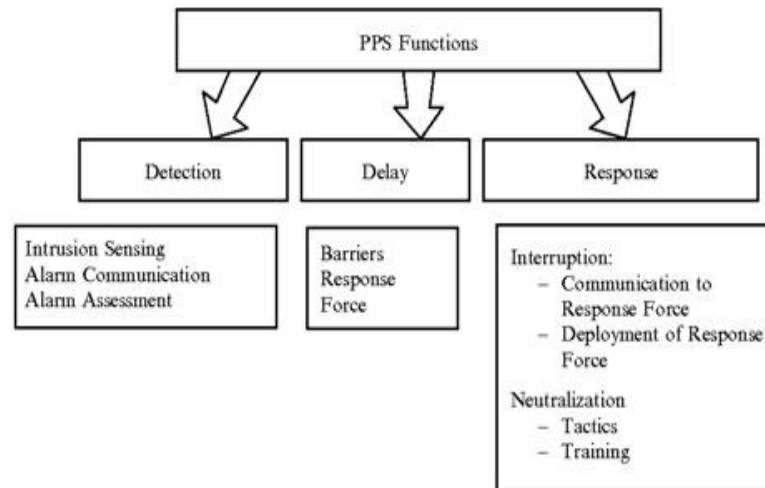 PPS Functions
Detection
Delay
Response
Intrusion Sensing
Alarm Communication
Alarm Assessment
Barriers
Response
Force
Interruption:
– Communication to
Response Force
– Deployment of Response
Force
Neutralization
– Tactics
– Training